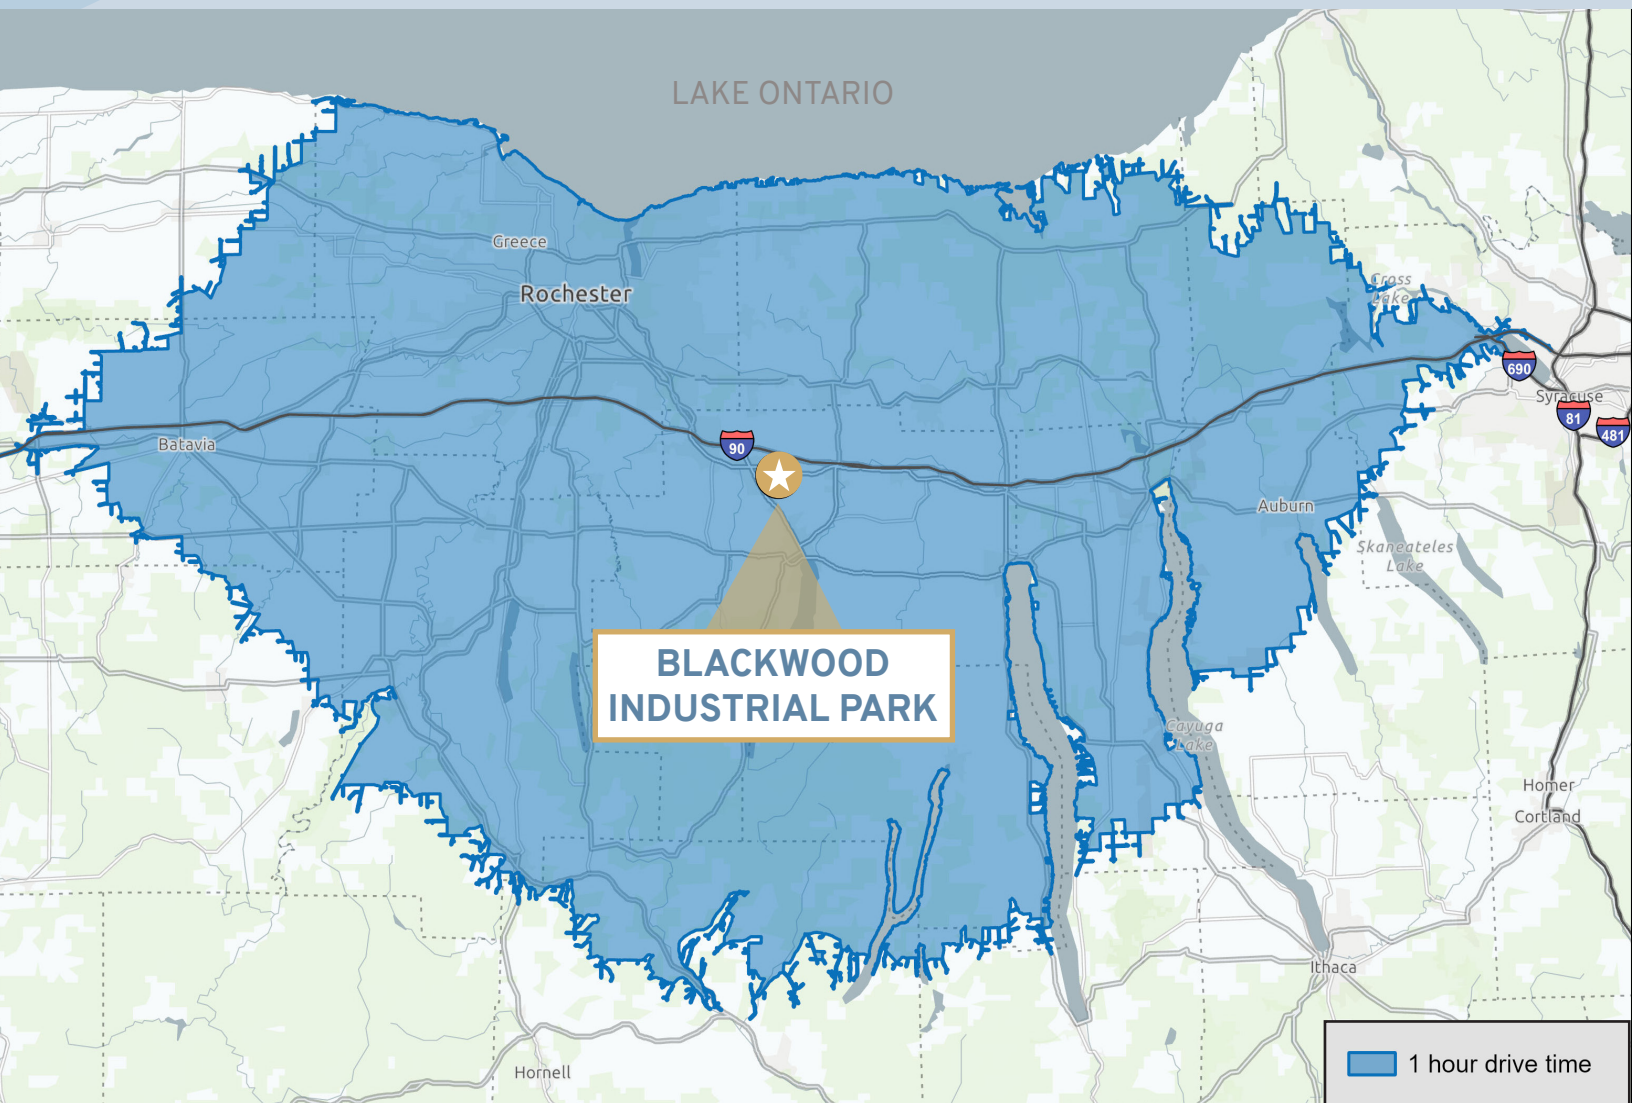 LAKE ONTARIO
Greece
Rochester
Cross
Lake
690
Syracuse
81
481
90
Batavia
Auburn
Skaneateles
Lake
BLACKWOOD
INDUSTRIAL PARK
Cayuga
Lake
Homer
Cortland
Ithaca
Hornell
1 hour drive time